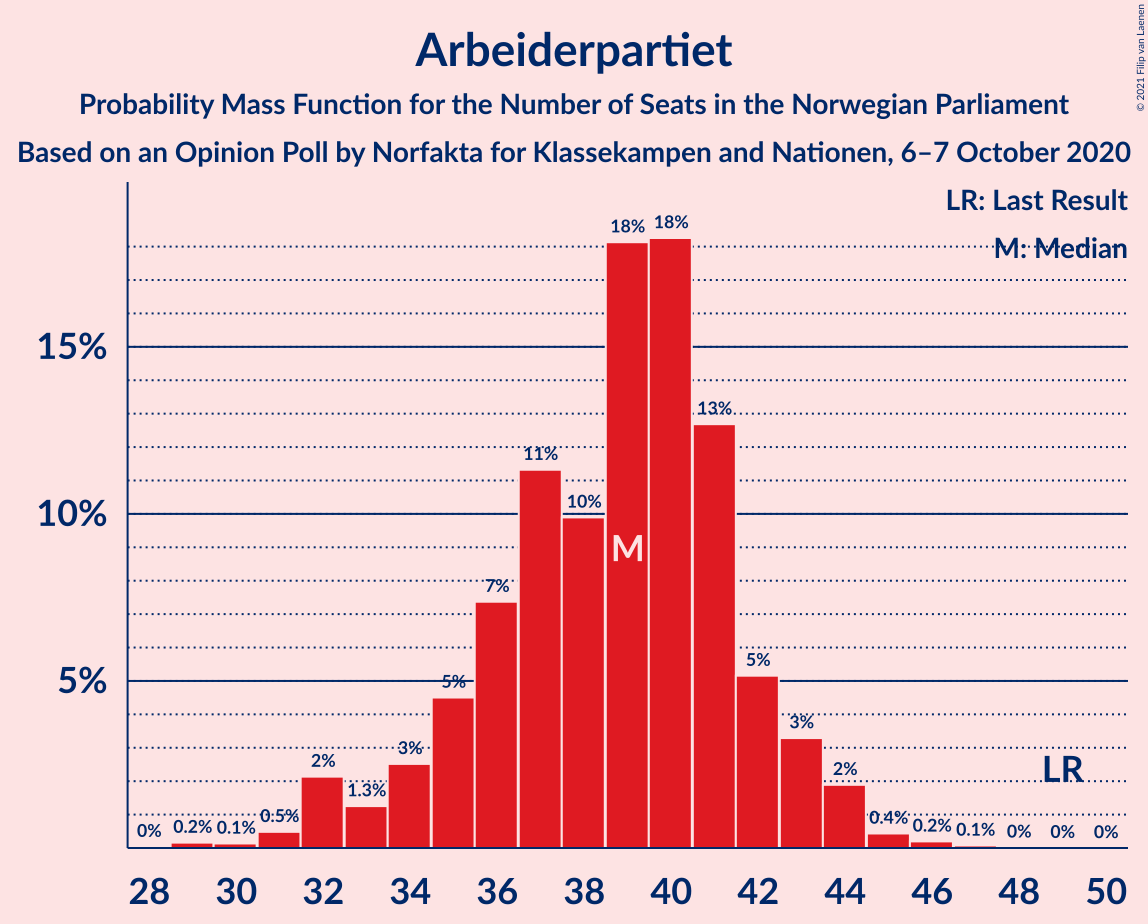 Arbeiderpartiet
Probability Mass Function for the Number of Seats in the Norwegian Parliament
Based on an Opinion Poll by Norfakta for Klassekampen and Nationen, 6–7 October 2020
© 2021 Filip van Laenen
LR: Last Result
M: Median
15%
10%
5%
0%
0.2%
0.1%
0.5%
2%
1.3%
3%
5%
7%
11%
10%
18%
18%
13%
5%
3%
2%
0.4%
0.2%
0.1%
0%
0%
0%
M
LR
28 30 32 34 36 38 40 42 44 46 48 50